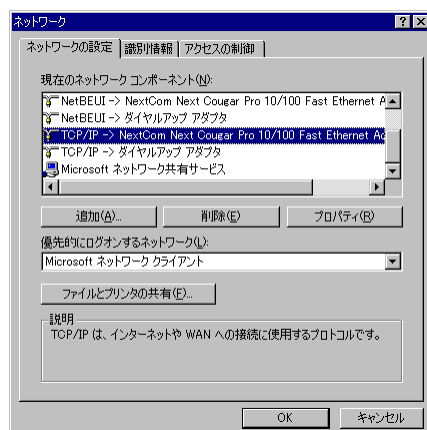 ネットワーク
ネットワークの設定 識別情報 アクセスの制御
現在のネットワーク コンポーネント(N):
NetBEUI -> NextCom Next Cougar Pro 10/100 Fast Ethernet A
NetBEUI -> ダイヤルアップ アダプタ
TCP/IP -> NextCom Next Cougar Pro 10/100 Fast Ethernet Ad
TCP/IP -> ダイヤルアップ アダプタ
Microsoft ネットワーク共有サービス
追加(A)... 削除(E) プロパティ(R)
優先的にログオンするネットワーク(L):
Microsoft ネットワーク クライアント
ファイルとプリンタの共有(F)...
説明
TCP/IP は、インターネットや WAN への接続に使用するプロトコルです。
OK キャンセル